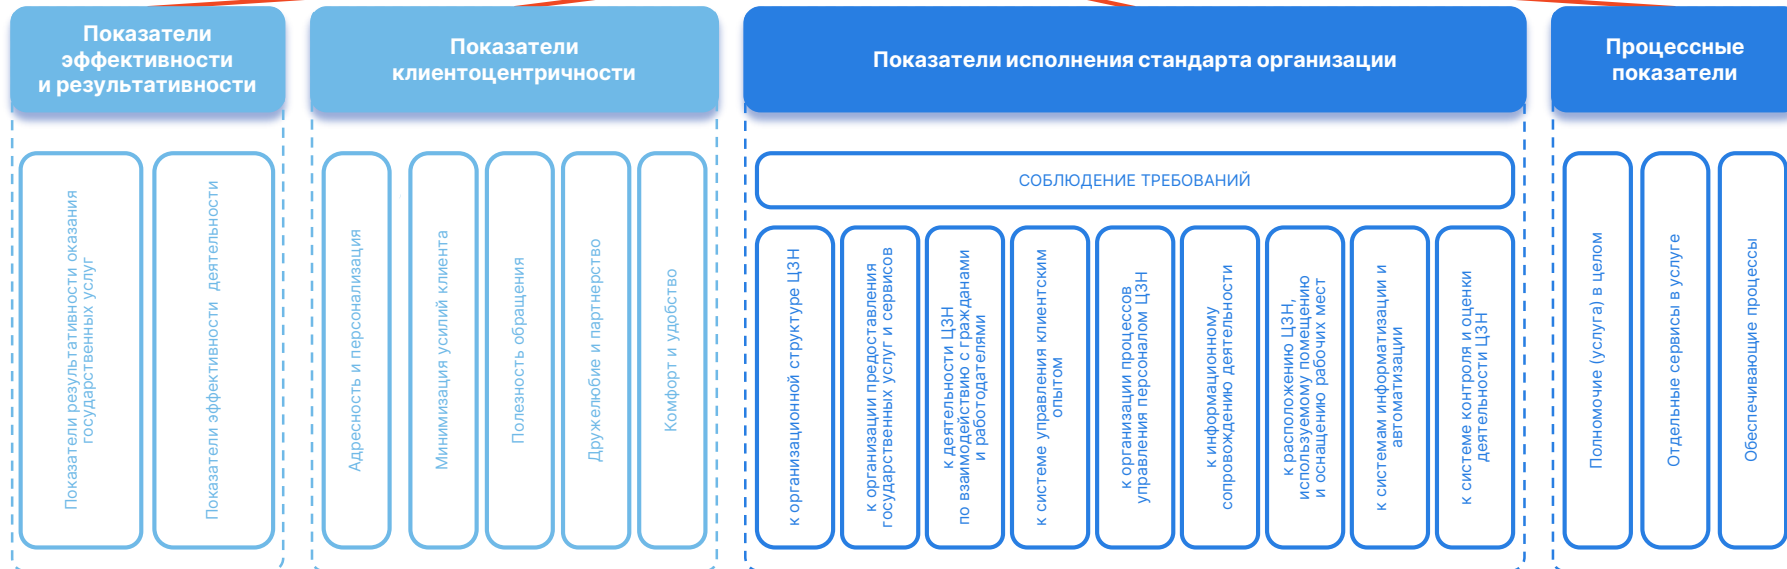 Показатели
эффективности
и результативности
Показатели результативности оказания
государственных услуг
Показатели эффективности деятельности
Показатели
клиентоцентричности
Адресность и персонализация
Минимизация усилий клиента
Полезность обращения
Дружелюбие и партнерство
Комфорт и удобство
Показатели исполнения стандарта организации
СОБЛЮДЕНИЕ ТРЕБОВАНИЙ
к организационной структуре ЦЗН
к организации предоставления
государственных услуг и сервисов
к деятельности ЦЗН
по взаимодействию с гражданами
и работодателями
к системе управления клиентским
опытом
к организации процессов
управления персоналом ЦЗН
к информационному
сопровождению деятельности
к расположению ЦЗН,
используемому помещению
и оснащению рабочих мест
к системам информатизации и
автоматизации
к системе контроля и оценки
деятельности ЦЗН
Процессные
показатели
Полномочие (услуга) в целом
Отдельные сервисы в услуге
Обеспечивающие процессы